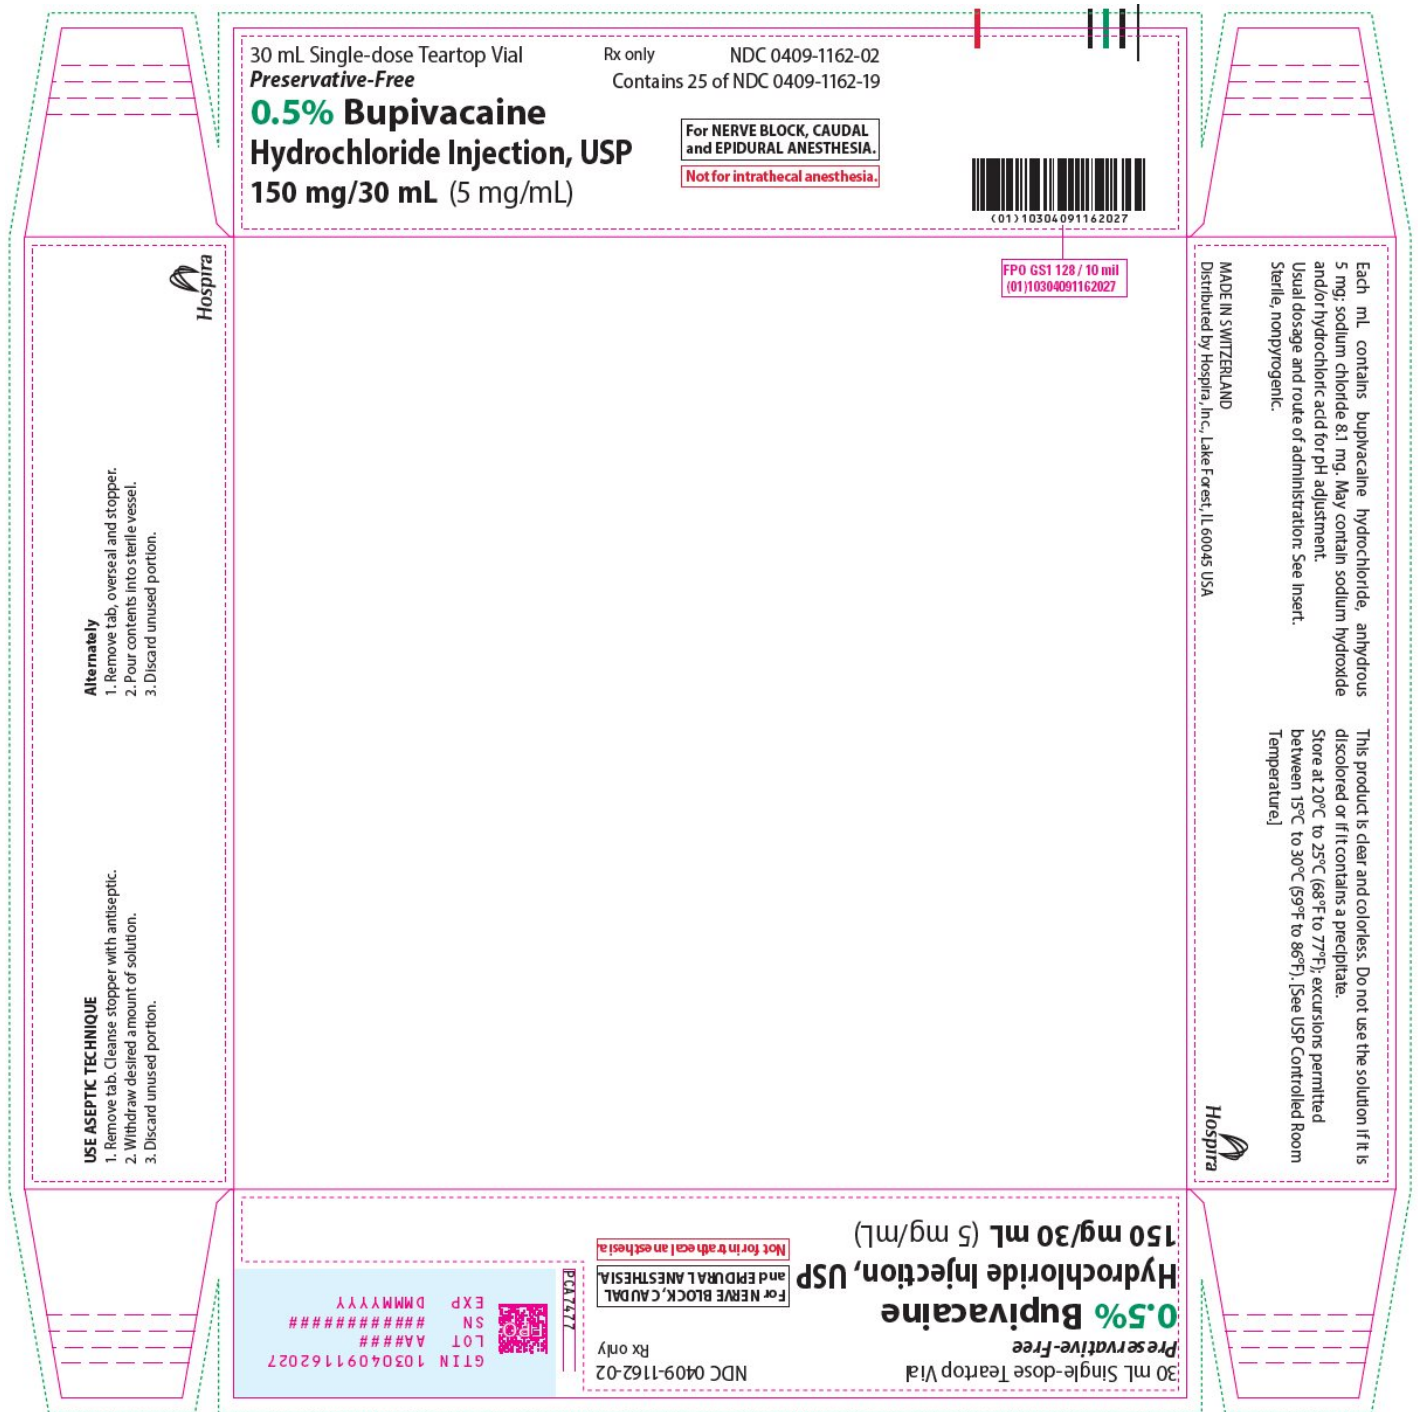 30 mL Single-dose Teartop Vial
Preservative-Free
0.5% Bupivacaine
Hydrochloride Injection, USP
150 mg/30 mL (5 mg/mL)
Rx only
NDC 0409-1162-02
Contains 25 of NDC 0409-1162-19
For NERVE BLOCK, CAUDAL
and EPIDURAL ANESTHESIA.
Not for intrathecal anesthesia.
(01)10304091162027
FPO GS1 128 / 10 mil
(01)10304091162027
Hospira
USE ASEPTIC TECHNIQUE
1. Remove tab. Cleanse stopper with antiseptic.
2. Withdraw desired amount of solution.
3. Discard unused portion.
Alternately
1. Remove tab, overseal and stopper.
2. Pour contents into sterile vessel.
3. Discard unused portion.
Each mL contains bupivacaine hydrochloride, anhydrous
5 mg; sodium chloride 8.1 mg. May contain sodium hydroxide
and/or hydrochloric acid for pH adjustment.
Usual dosage and route of administration: See Insert.
Sterile, nonpyrogenic.
MADE IN SWITZERLAND
Distributed by Hospira, Inc., Lake Forest, IL 60045 USA
This product is clear and colorless. Do not use the solution if it is
discolored or if it contains a precipitate.
Store at 20°C to 25°C (68°F to 77°F); excursions permitted
between 15°C to 30°C (59°F to 86°F). [See USP Controlled Room
Temperature.]
Hospira
30 mL Single-dose Teartop Vial
Preservative-Free
0.5% Bupivacaine
Hydrochloride Injection, USP
150 mg/30 mL (5 mg/mL)
NDC 0409-1162-02
Rx only
For NERVE BLOCK, CAUDAL
and EPIDURAL ANESTHESIA.
Not for intrathecal anesthesia.
PCA7477
FPO
GTIN 10304091162027
LOT AA####
SN #############
EXP DMMMYYYY